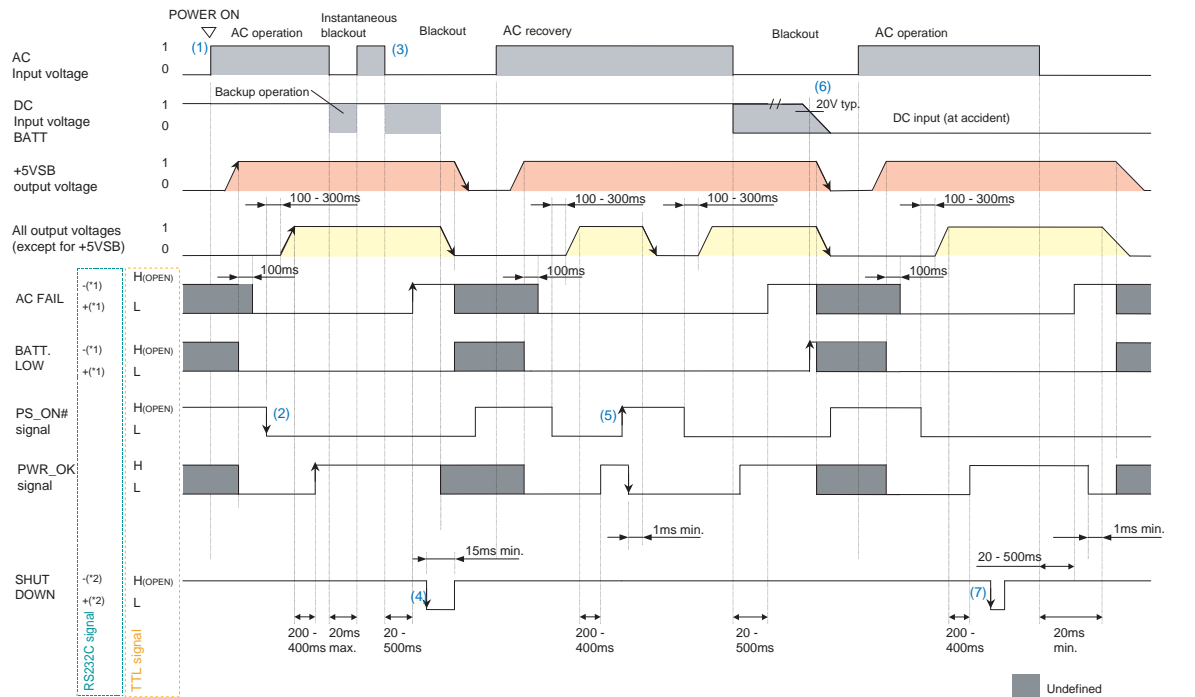 POWER ON
AC operation
Instantaneous
blackout
Blackout
AC recovery
Blackout
AC operation
AC
Input voltage
1
0
(1)
(3)
Backup operation
DC
Input voltage
BATT
1
0
(6)
20V typ.
DC input (at accident)
+5VSB
output voltage
1
0
100 - 300ms
100 - 300ms
100 - 300ms
100 - 300ms
All output voltages
(except for +5VSB)
1
0
100ms
100ms
100ms
AC FAIL
-(*1)
+(*1)
H(OPEN)
L
BATT.
LOW
-(*1)
+(*1)
H(OPEN)
L
PS_ON#
signal
H(OPEN)
L
(2)
(5)
PWR_OK
signal
H
L
1ms min.
1ms min.
15ms min.
20 - 500ms
SHUT
DOWN
-(*2)
+(*2)
H(OPEN)
L
(4)
(7)
200 -
400ms
20ms
max.
20 -
500ms
200 -
400ms
20 -
500ms
200 -
400ms
20ms
min.
RS232C signal
TTL signal
Undefined